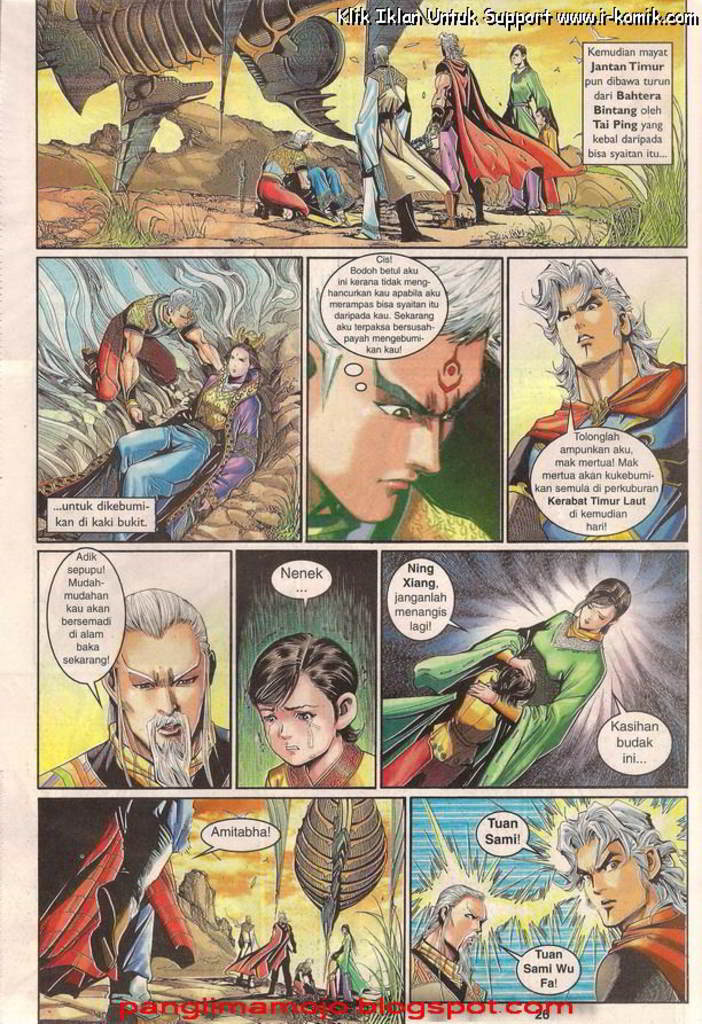 Klik Iklan Untuk Support www.ir-komik.com
Kemudian mayat
Jantan Timur
pun dibawa turun
dari Bahtera
Bintang oleh
Tai Ping yang
kebal daripada
bisa syaitan itu...
...untuk dikebumi-
kan di kaki bukit.
Cis!
Bodoh betul aku
ini kerana tidak meng-
hancurkan kau apabila aku
merampas bisa syaitan itu
daripada kau. Sekarang
aku terpaksa bersusah-
payah mengebumi-
kan kau!
Tolonglah
ampunkan aku,
mak mertua! Mak
mertua akan kukebumi-
kan semula di perkuburan
Kerabat Timur Laut
di kemudian
hari!
Adik
sepupu!
Mudah-
mudahan
kau akan
bersemadi
di alam
baka
sekarang!
Nenek
...
Ning
Xiang,
janganlah
menangis
lagi!
Kasihan
budak
ini...
Amitabha!
Tuan
Sami!
Tuan
Sami Wu
Fa!
panglimamojo.blogspot.com
26